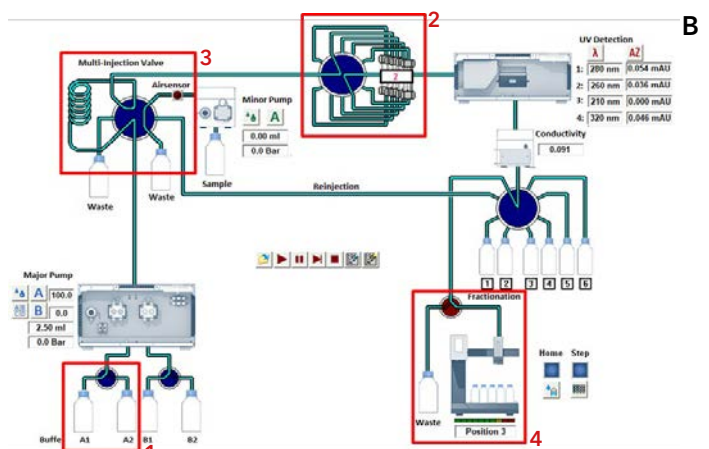 B
2
3
UV Detection
λ AZ
1: 280 nm 0.054 mAU
2: 260 nm 0.036 mAU
3: 210 nm 0.000 mAU
4: 320 nm 0.046 mAU
Multi-Injection Valve
Airsensor
2
Minor Pump
A
0.00 ml
0.0 Bar
Conductivity
0.091
Sample
Waste
Waste
Reinjection
1 2 3 4 5 6
Major Pump
A 100.0
B 0.0
2.50 ml
0.0 Bar
Fractionation
Home Step
Waste
Position 3
4
Buffe A1 A2 B1 B2